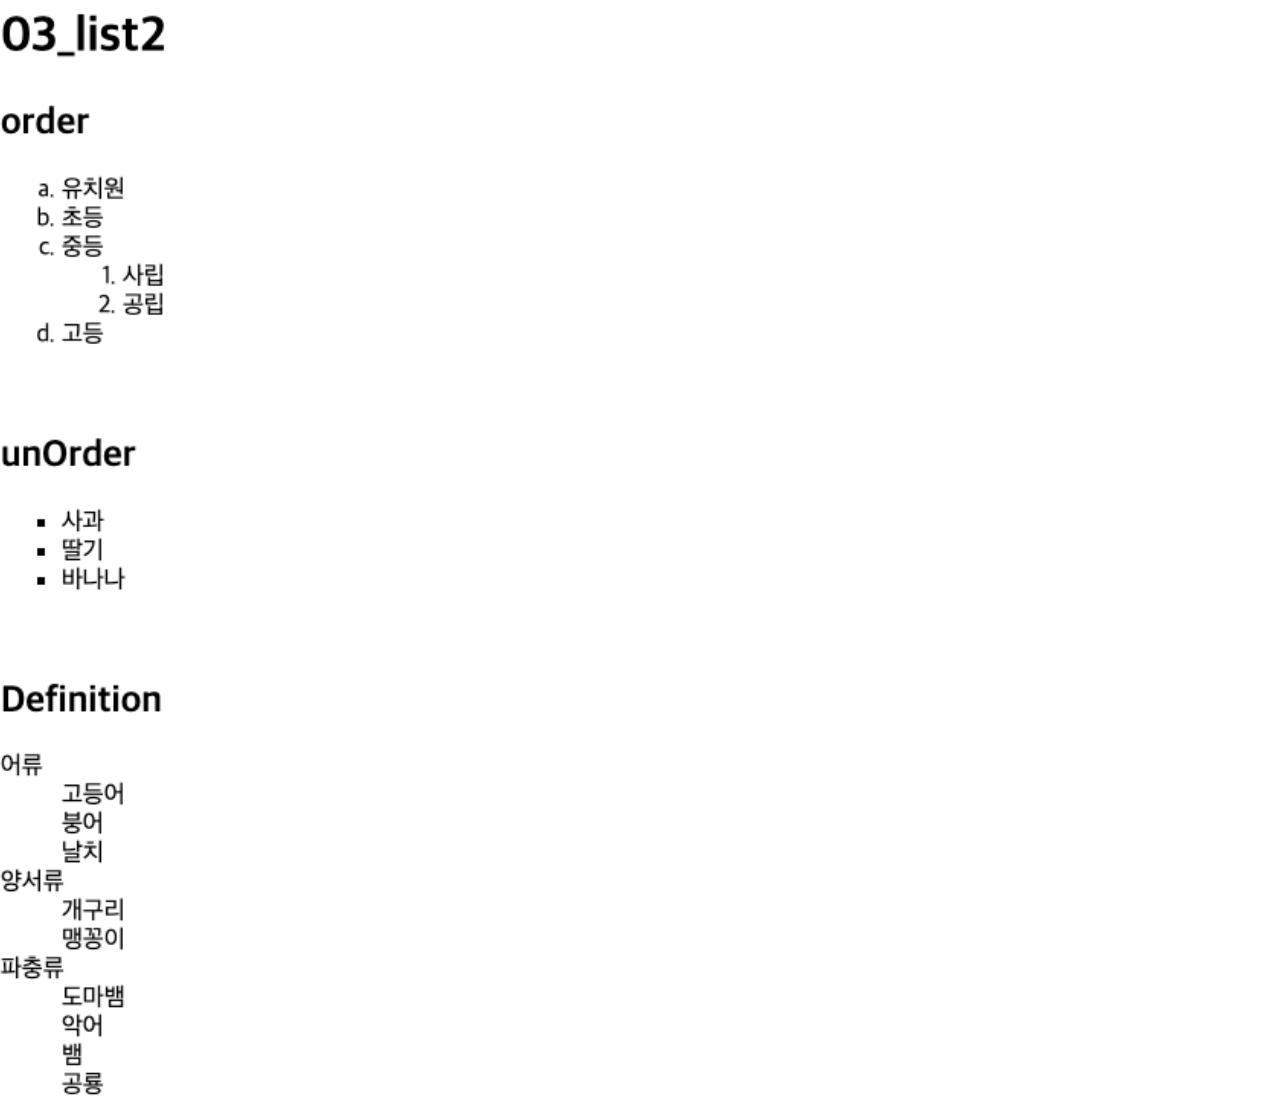 03_list2
order
a. 유치원
b. 초등
c. 중등
1. 사립
2. 공립
d. 고등
unOrder
▪ 사과
▪ 딸기
▪ 바나나
Definition
어류
고등어
붕어
날치
양서류
개구리
맹꽁이
파충류
도마뱀
악어
뱀
공룡